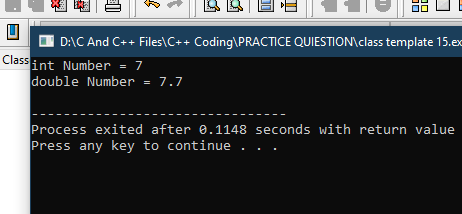 D:\C And C++ Files\C++ Coding\PRACTICE QUIESTION\class template 15.ex
Class
int Number = 7
double Number = 7.7
--------------------------------
Process exited after 0.1148 seconds with return value
Press any key to continue . . .